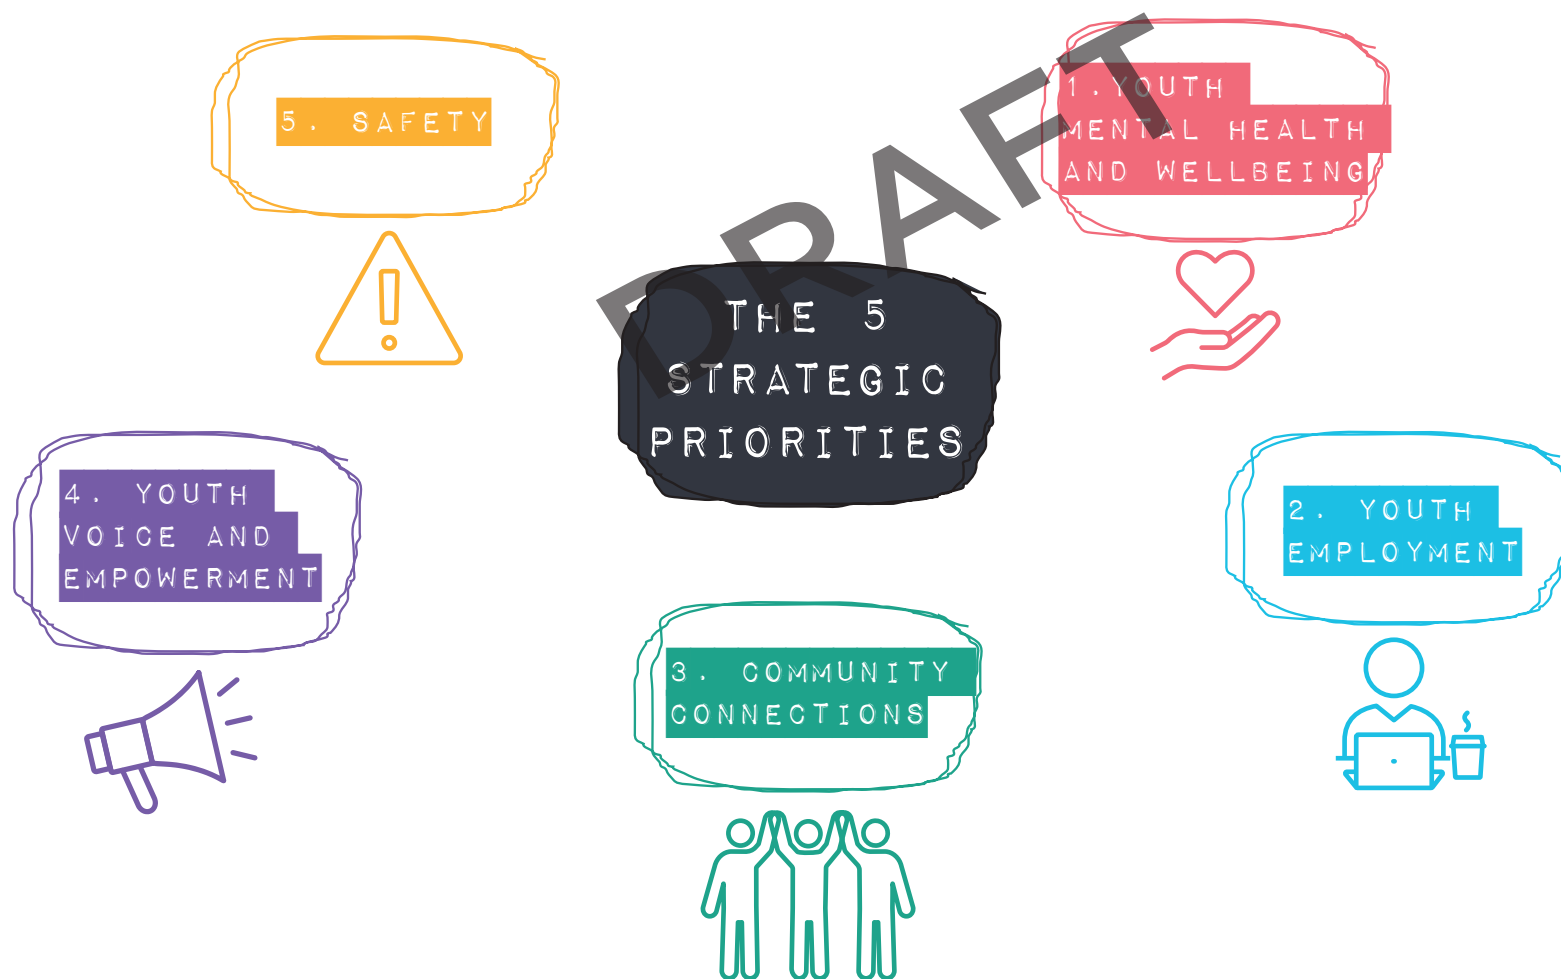 THE 5
STRATEGIC
PRIORITIES
1.YOUTH
MENTAL HEALTH
AND WELLBEING
2. YOUTH
EMPLOYMENT
3. COMMUNITY
CONNECTIONS
4. YOUTH
VOICE AND
EMPOWERMENT
5. SAFETY
DRAFT